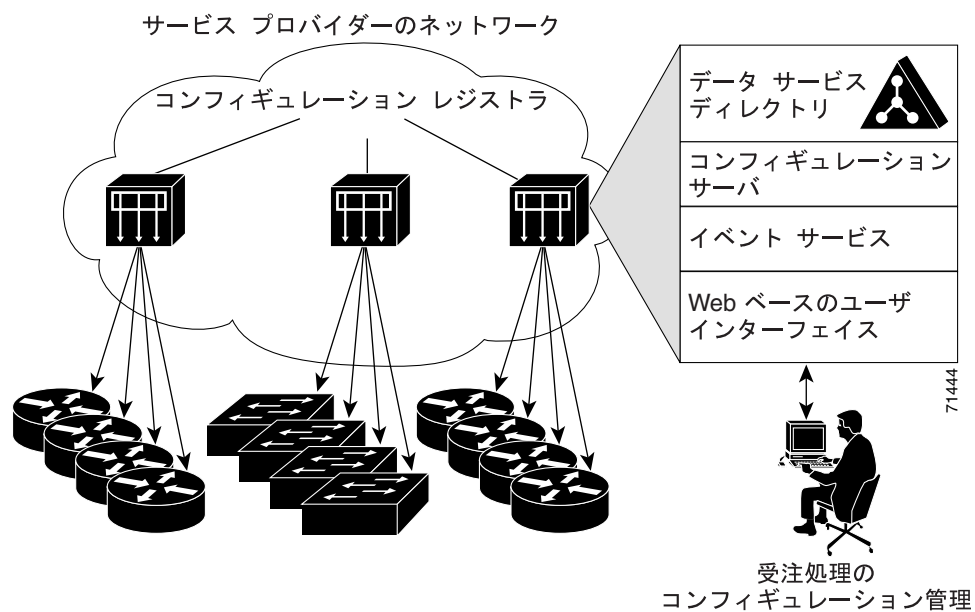 サービス プロバイダーのネットワーク
コンフィギュレーション レジストラ
データ サービス
ディレクトリ
コンフィギュレーション
サーバ
イベント サービス
Web ベースのユーザ
インターフェイス
71444
受注処理の
コンフィギュレーション管理